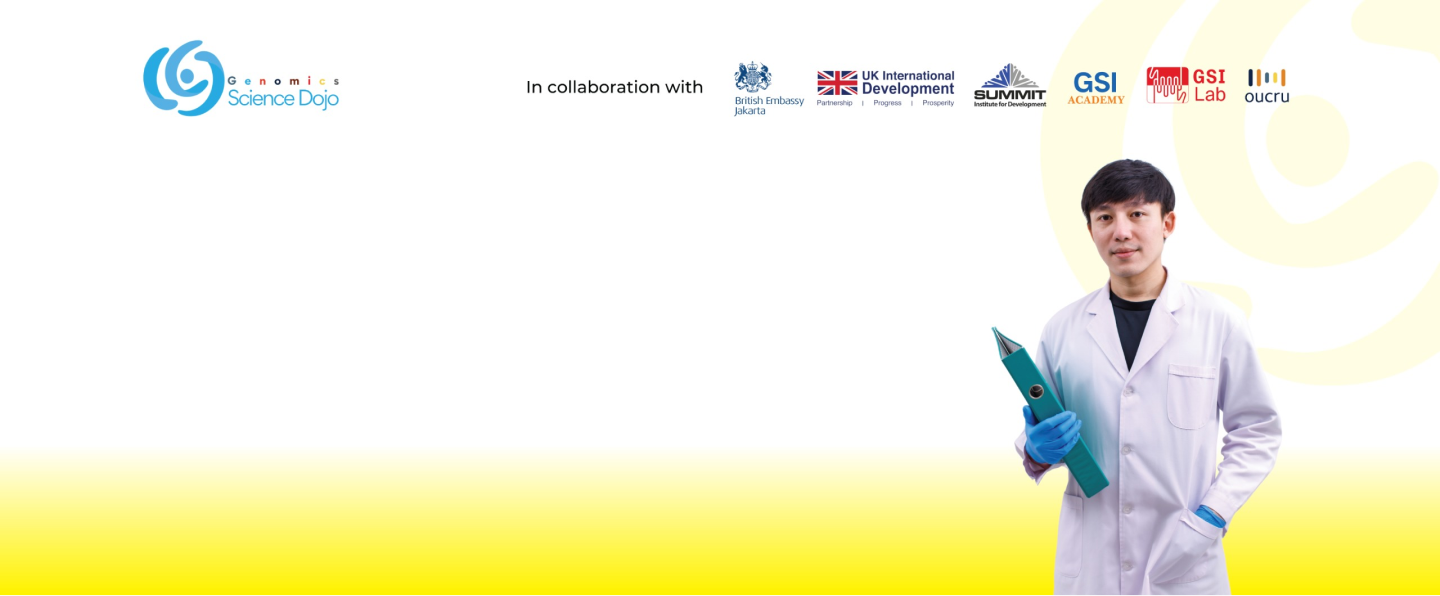 Genomics
Science Dojo
In collaboration with
British Embassy
Jakarta
UK International
Development
Partnership | Progress | Prosperity
SUMMIT
Institute for Development
GSI
ACADEMY
GSI
Lab
oucru